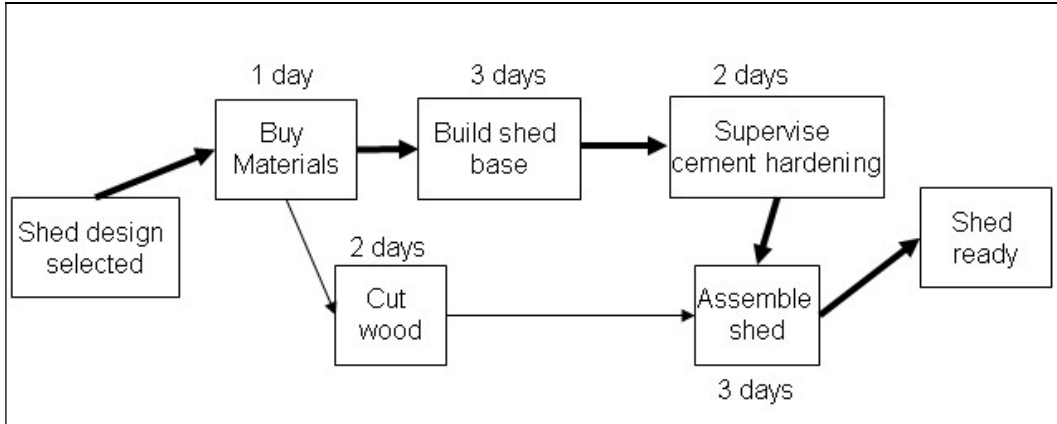 1 day
3 days
2 days
Buy
Materials
Build shed
base
Supervise
cement hardening
Shed design
selected
Shed
ready
2 days
Cut
wood
Assemble
shed
3 days